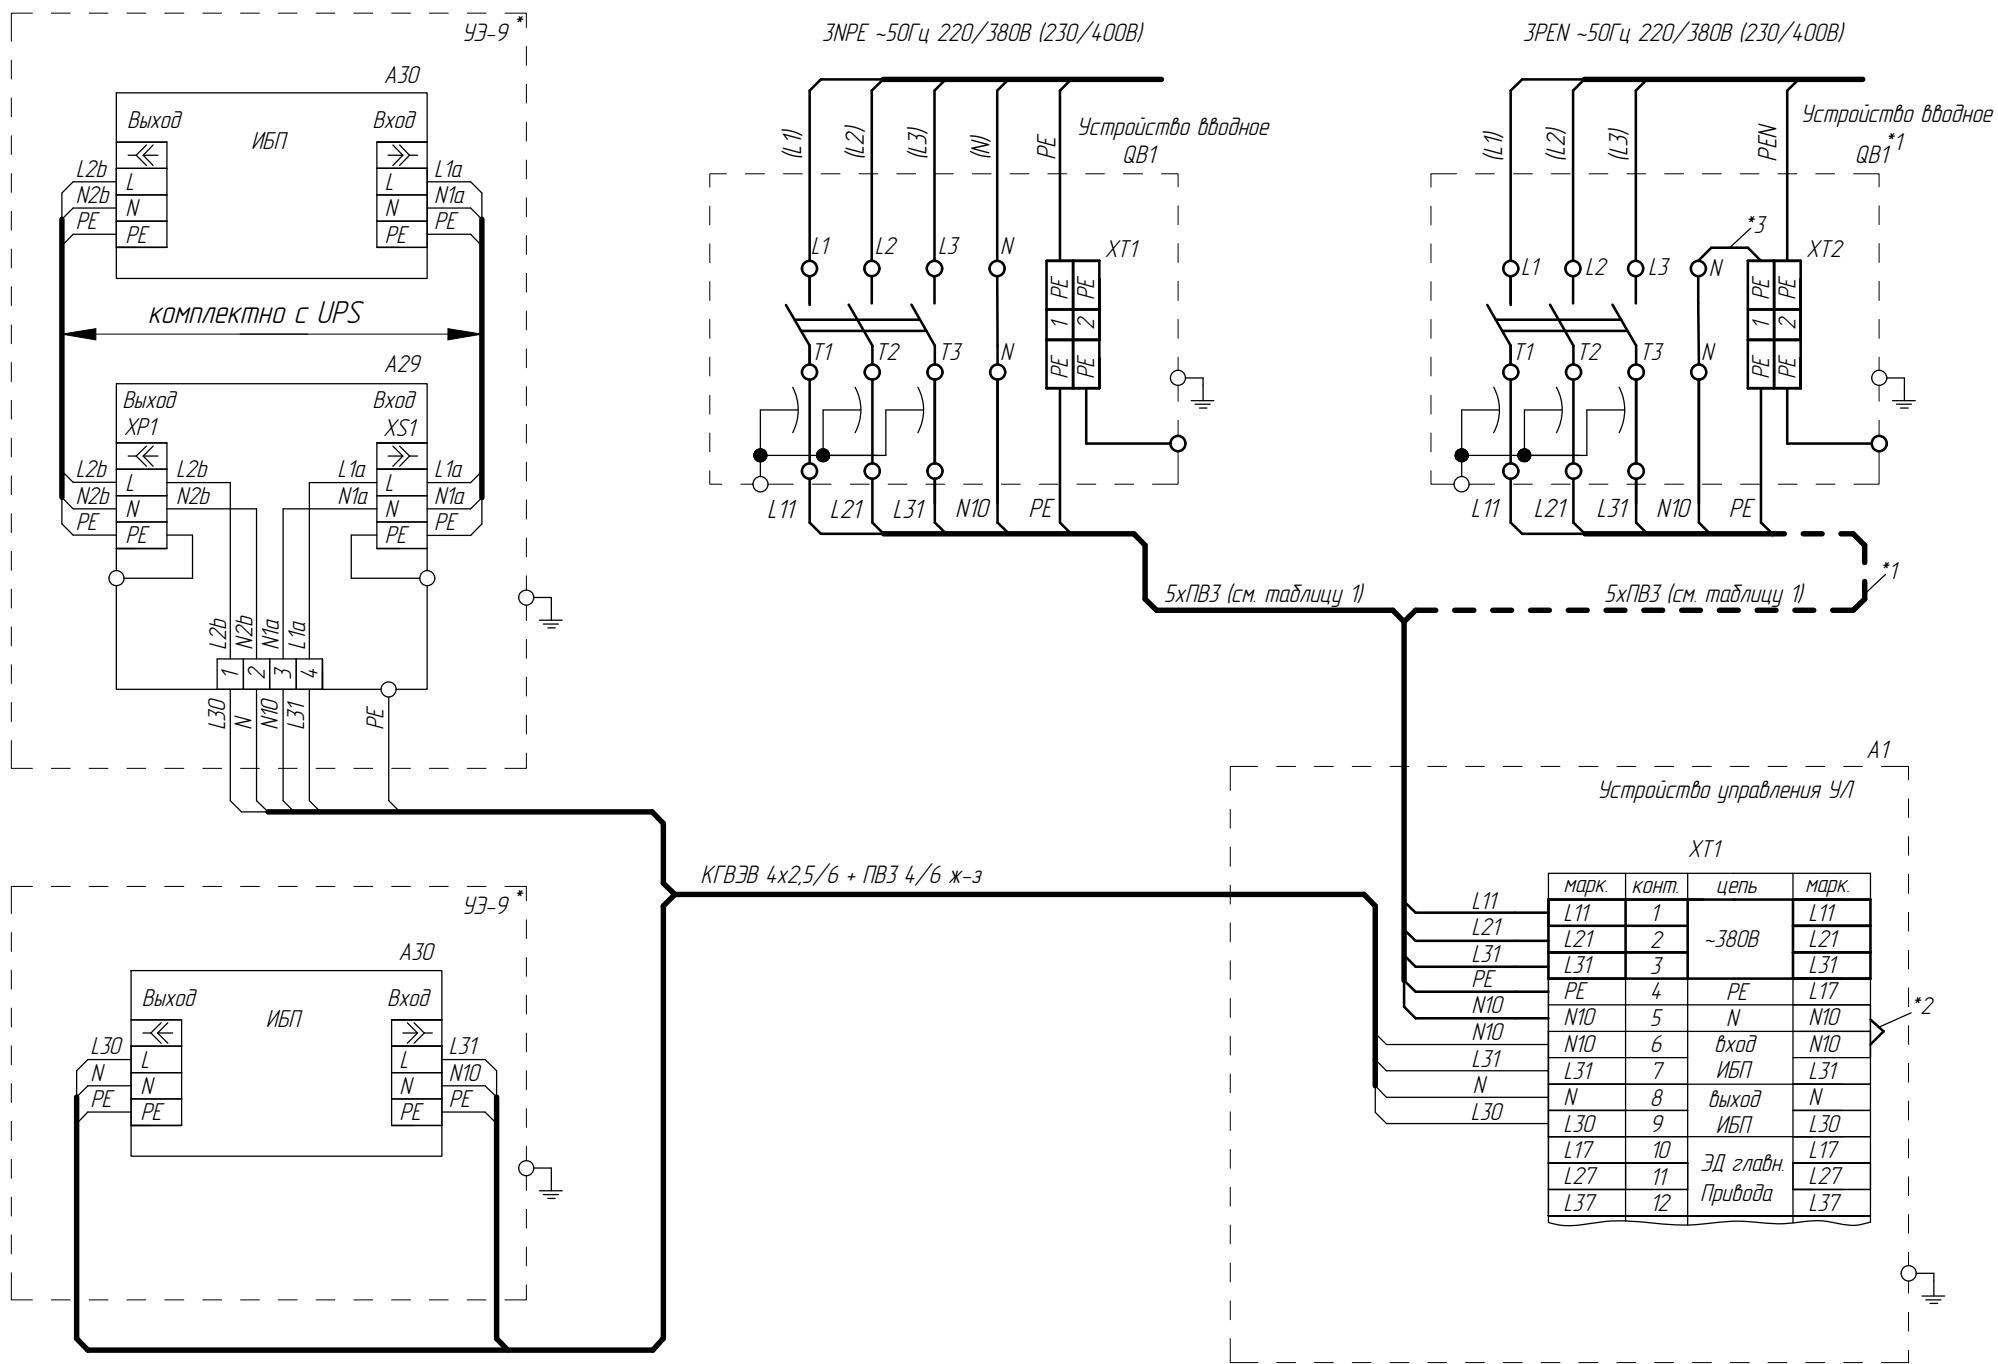 УЭ-9 *
А30
Выход
ИБП
Вход
L2b
L
L
L1a
N2b
N
N
N1a
PE
PE
PE
PE
комплектно с UPS
А29
Выход
Вход
XP1
XS1
L2b
L
L2b
L1a
L
L1a
N2b
N
N2b
N1a
N
N1a
PE
PE
PE
PE
L2b
N2b
N1a
L1a
1
2
3
4
L30
N
N10
L31
PE
УЭ-9 *
А30
Выход
ИБП
Вход
L30
L
L
L31
N
N
N
N10
PE
PE
PE
PE
КГВЭВ 4х2,5/6 + ПВ3 4/6 ж-з
3NPE ~50Гц 220/380В (230/400В)
(L1)
(L2)
(L3)
(N)
PE
Устройство вводное
QB1
L1
L2
L3
N
XT1
PE
PE
1
2
PE
PE
T1
T2
T3
N
L11
L21
L31
N10
PE
5хПВ3 (см. таблицу 1)
3PEN ~50Гц 220/380В (230/400В)
(L1)
(L2)
(L3)
PEN
Устройство вводное
QB1*1
*3
L1
L2
L3
N
XT2
PE
PE
1
2
PE
PE
T1
T2
T3
N
L11
L21
L31
N10
PE
*1
5хПВ3 (см. таблицу 1)
А1
Устройство управления УЛ
XT1
марк. конт. цепь марк.
L11 L11 1 L11
L21 L21 2 ~380В L21
L31 L31 3 L31
PE PE 4 PE L17
N10 N10 5 N N10
*2
N10 N10 6 вход N10
L31 L31 7 ИБП L31
N N 8 выход N
L30 L30 9 ИБП L30
L17 10 L17
ЭД главн.
L27 11 L27
Привода
L37 12 L37